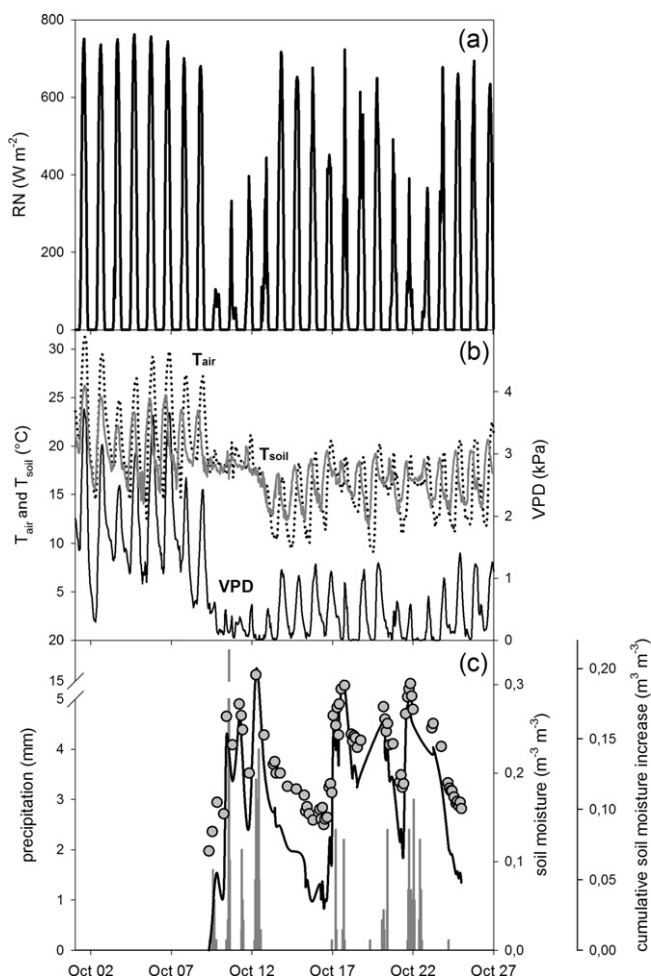 (a)
800
600
400
200
0
RN (W m-2)
(b)
30
25
20
15
10
5
20
Tair and Tsoil (°C)
4
3
2
1
0
VPD (kPa)
Tair
Tsoil
VPD
(c)
15
5
4
3
2
1
0
precipitation (mm)
0,3
0,2
0,1
0,0
soil moisture (m-3 m-3)
0,20
0,15
0,10
0,05
0,00
cumulative soil moisture increase (m3 m-3)
Oct 02 Oct 07 Oct 12 Oct 17 Oct 22 Oct 27